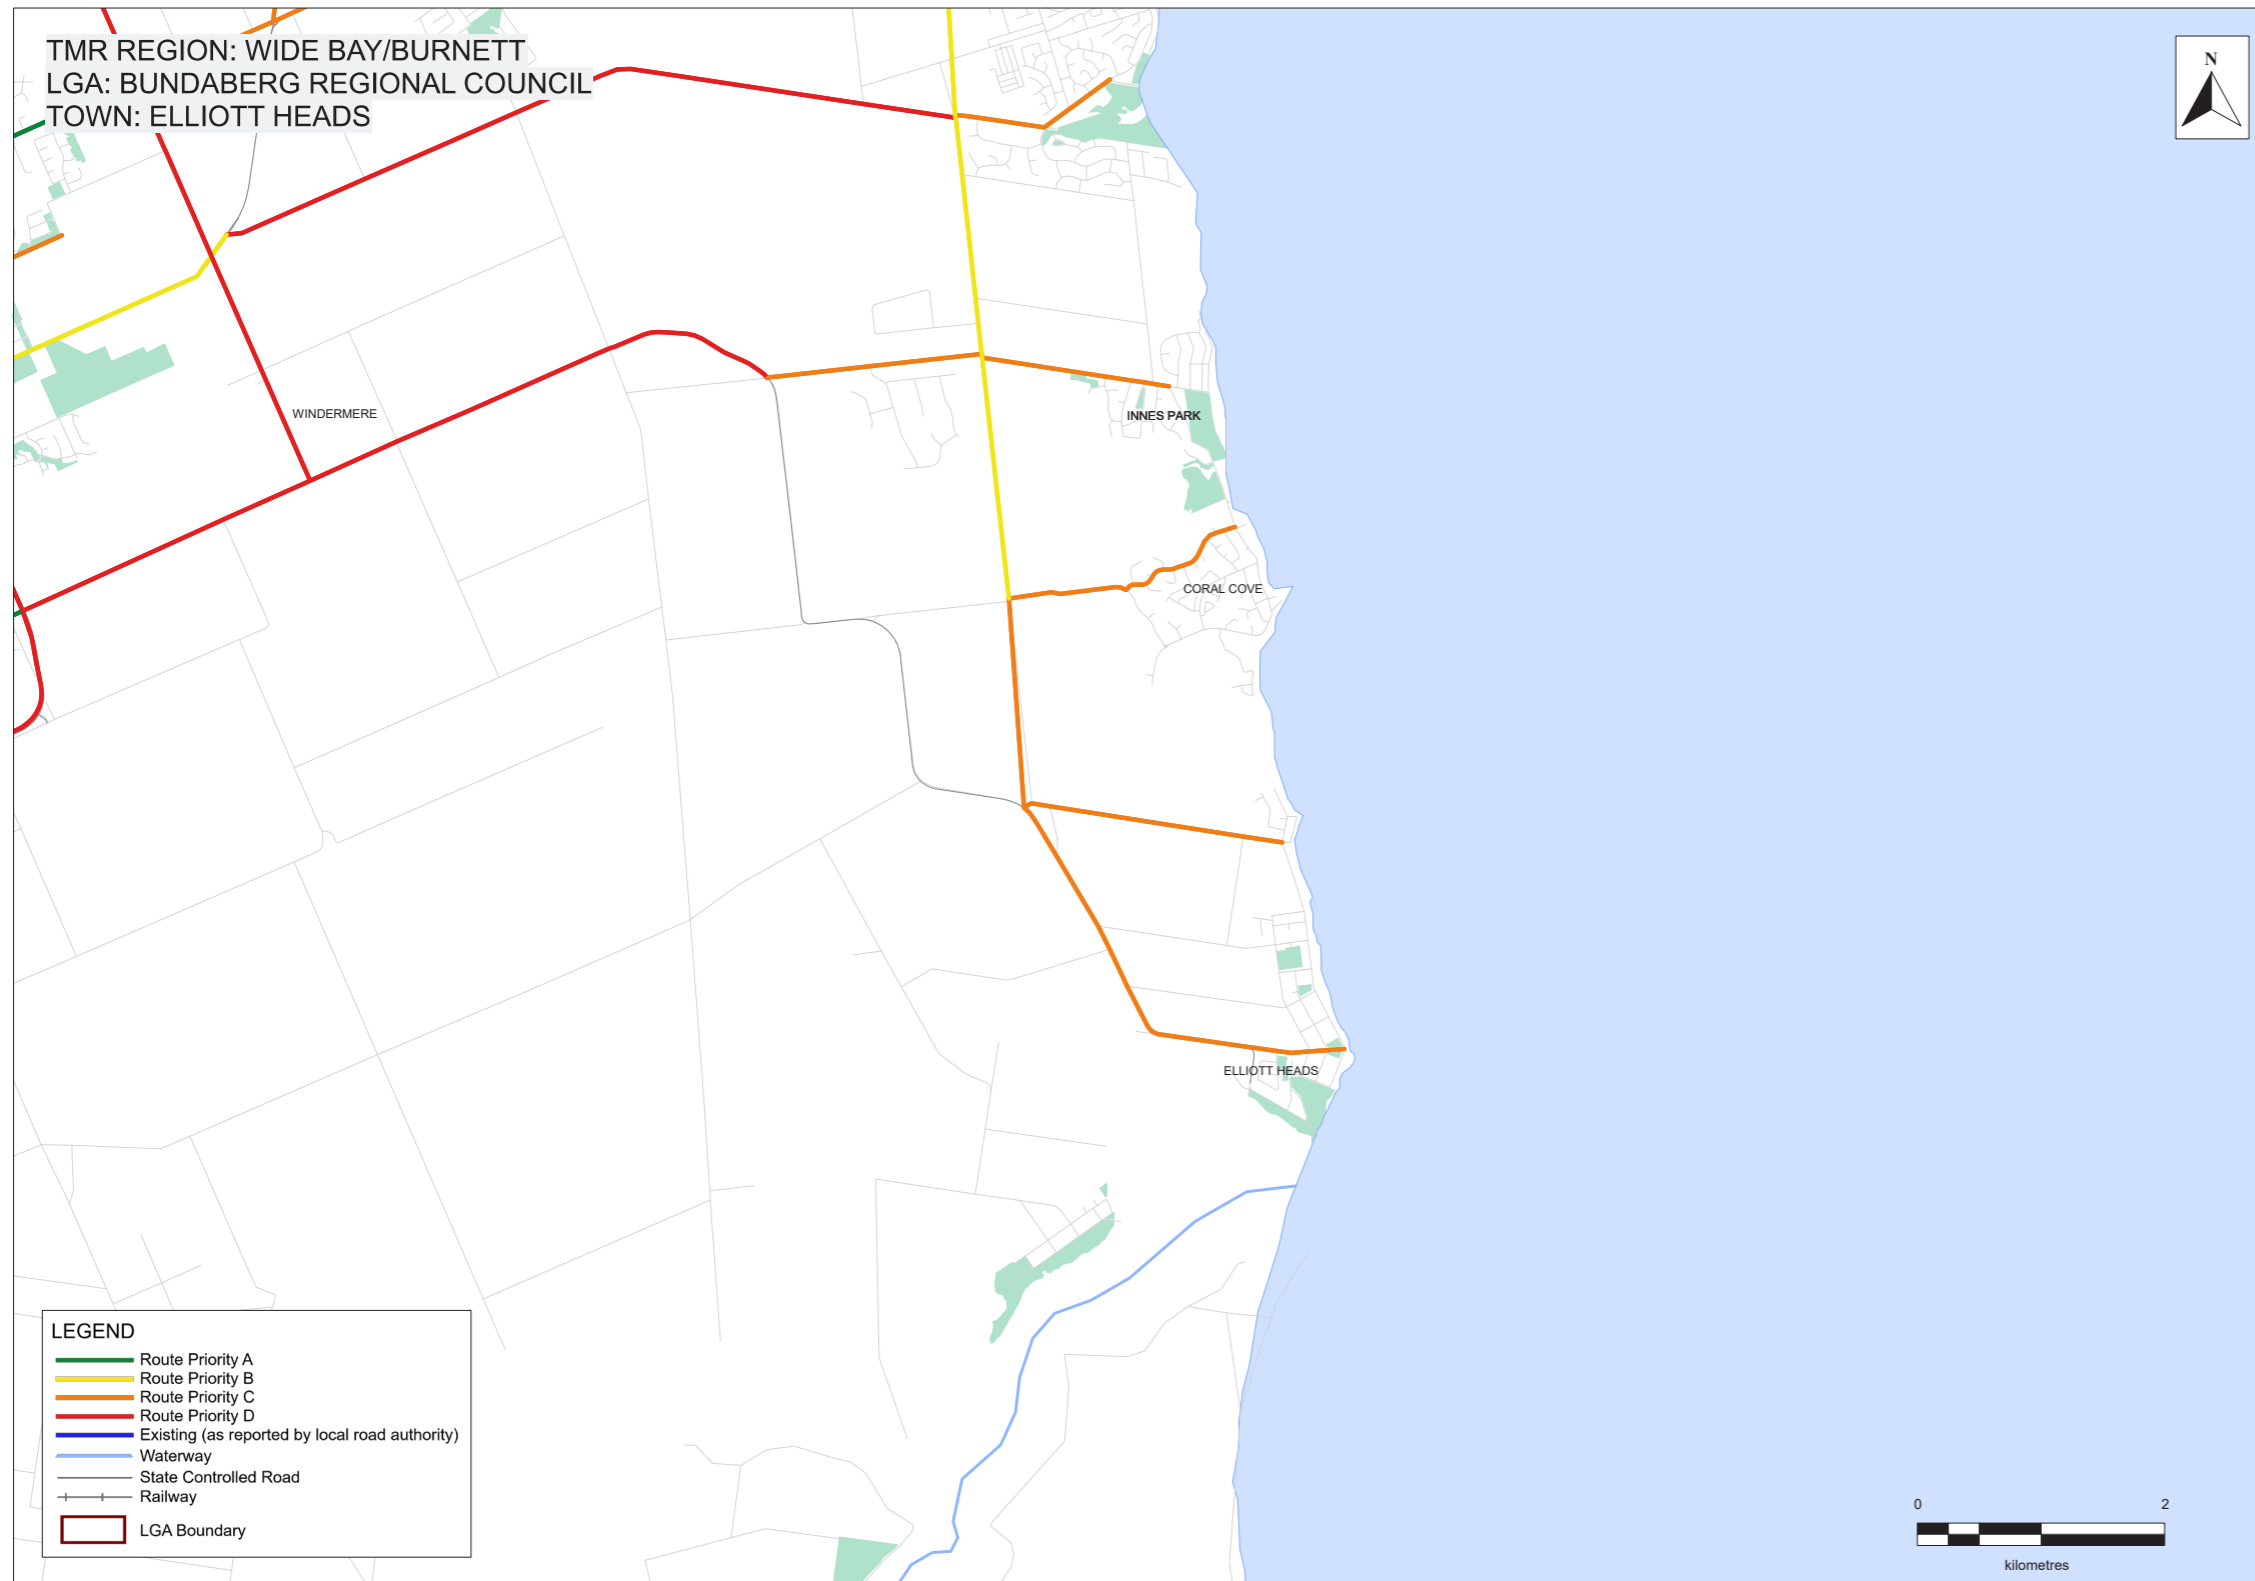 TMR REGION: WIDE BAY/BURNETT
LGA: BUNDABERG REGIONAL COUNCIL
TOWN: ELLIOTT HEADS
N
WINDERMERE
INNES PARK
CORAL COVE
ELLIOTT HEADS
LEGEND
Route Priority A
Route Priority B
Route Priority C
Route Priority D
Existing (as reported by local road authority)
Waterway
State Controlled Road
Railway
LGA Boundary
0 2
kilometres